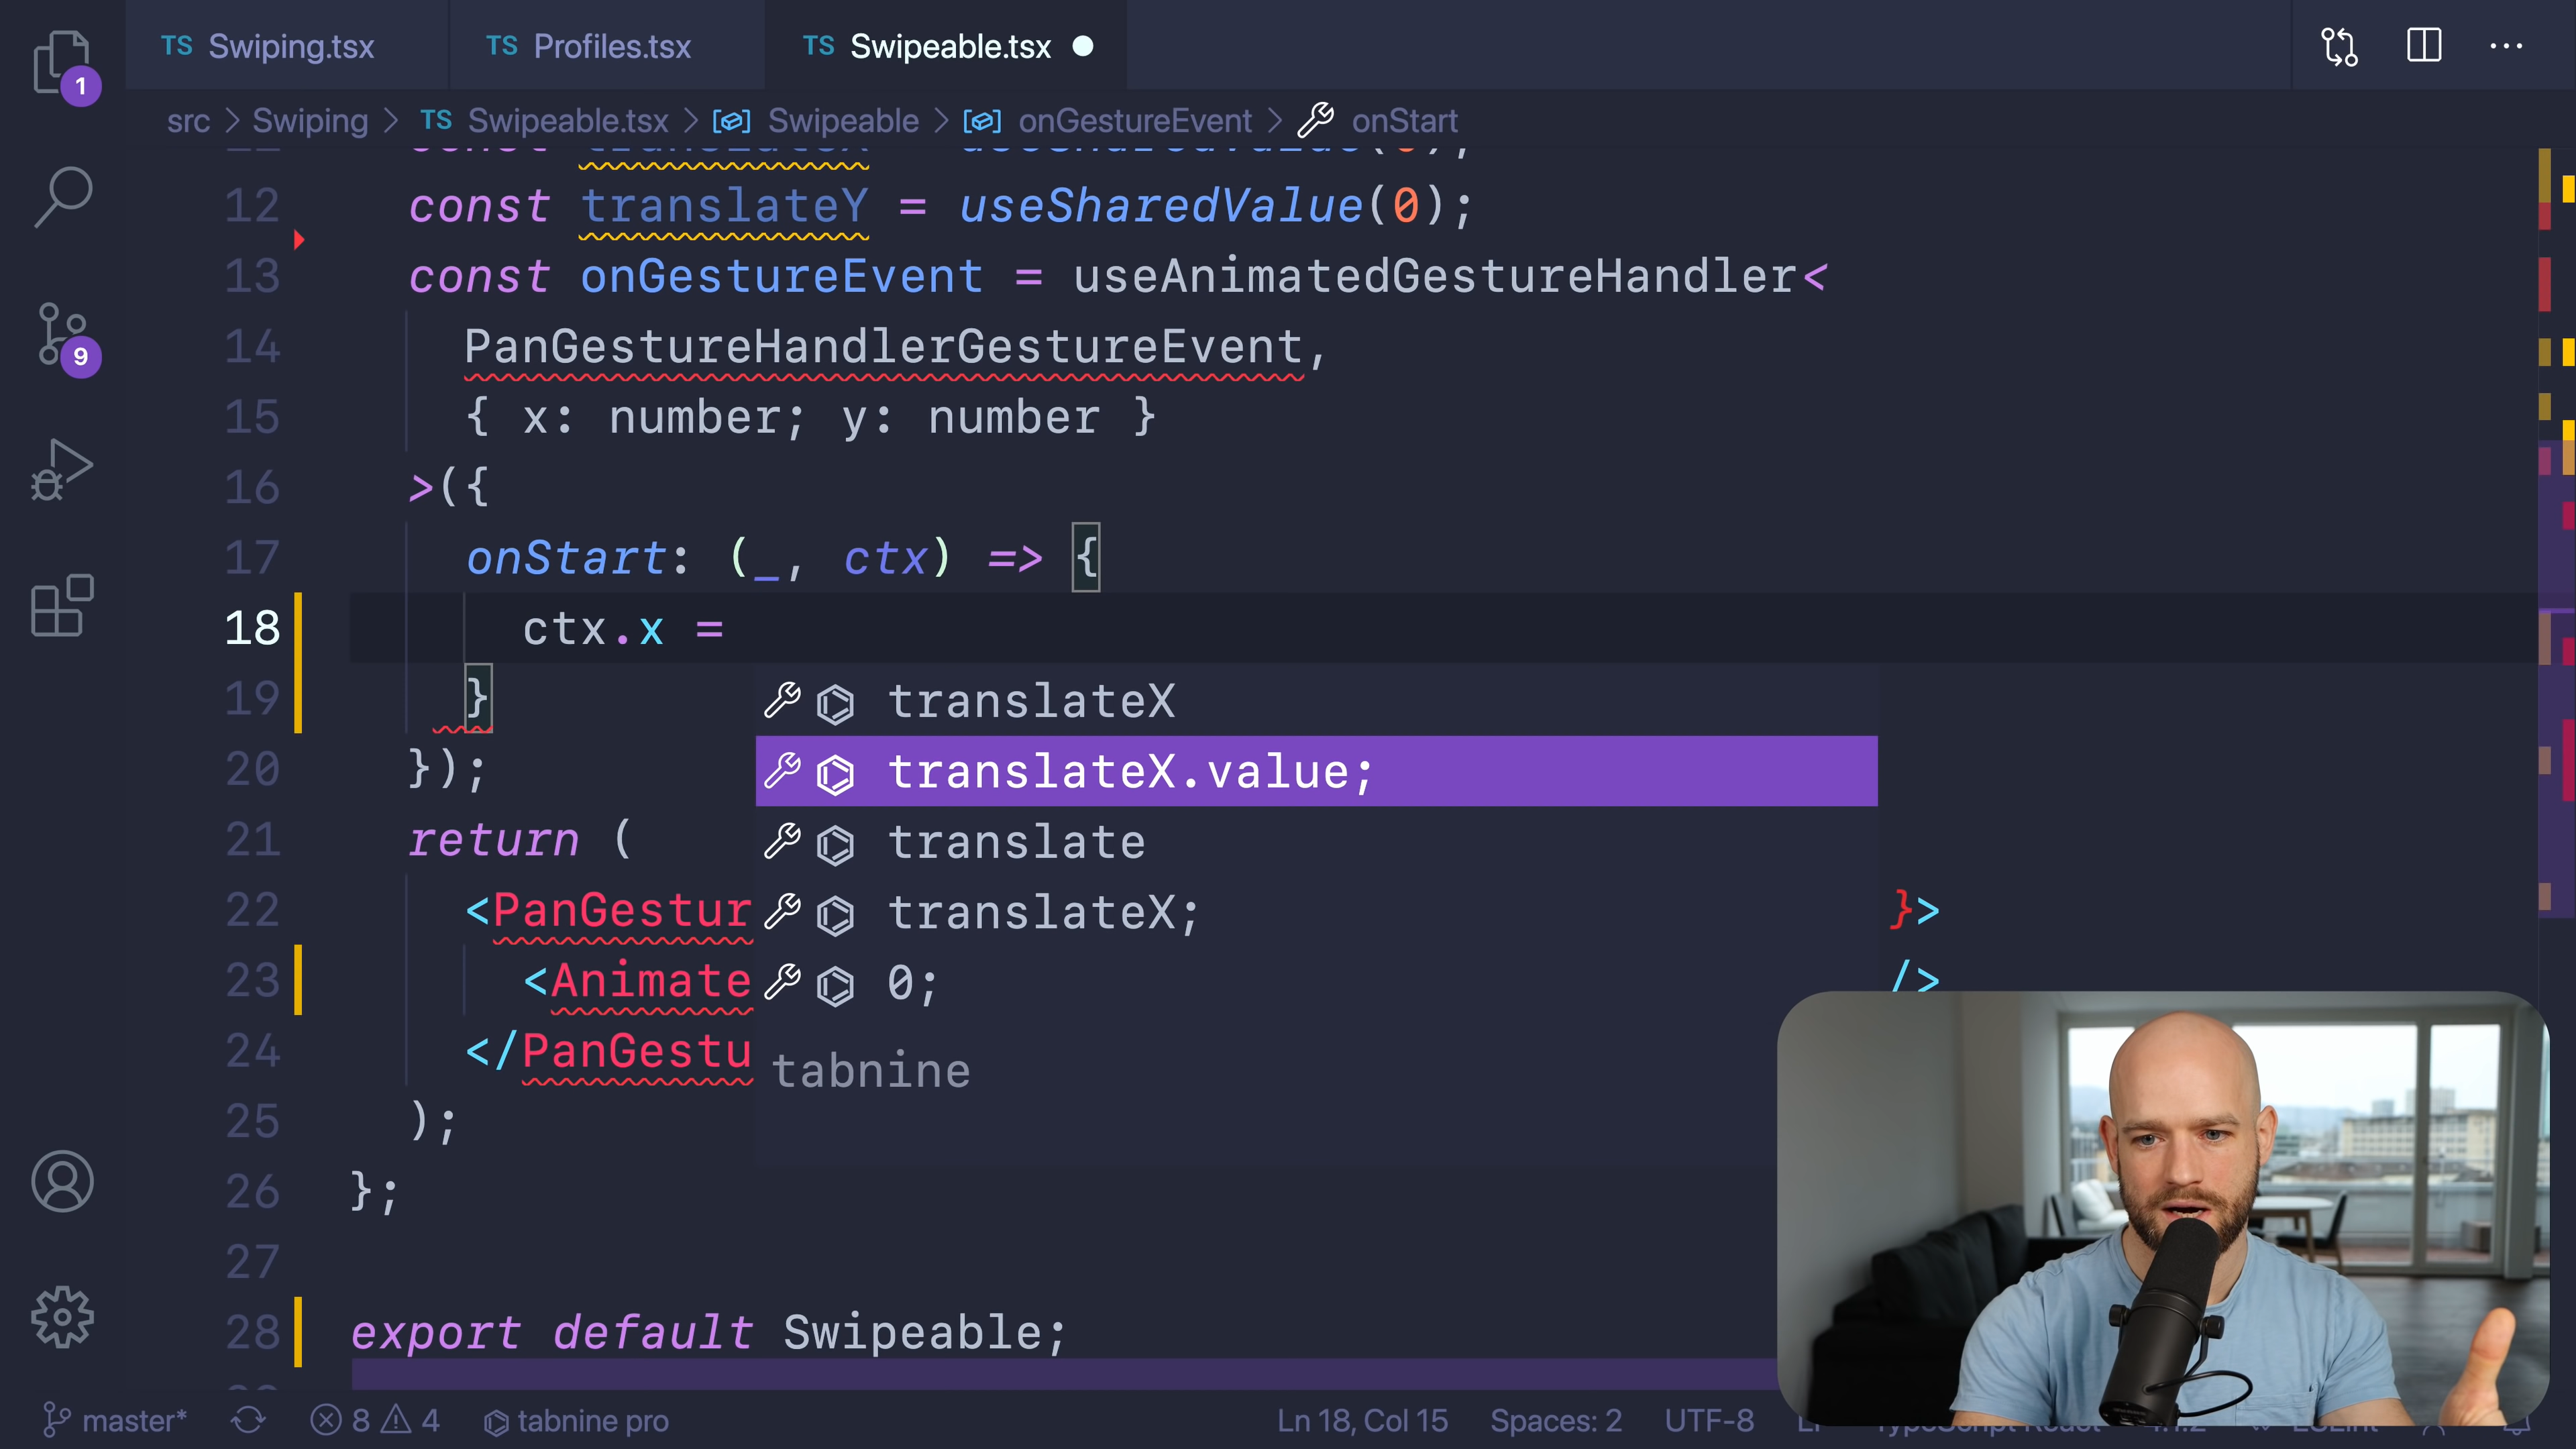 1
9
TS Swiping.tsx
TS Profiles.tsx
TS Swipeable.tsx
src > Swiping > TS Swipeable.tsx > Swipeable > onGestureEvent > onStart
12 const translateY = useSharedValue(0);
13 const onGestureEvent = useAnimatedGestureHandler<
14 PanGestureHandlerGestureEvent,
15 { x: number; y: number }
16 >({
17 onStart: (_, ctx) => {
18 ctx.x =
19 }
20 });
21 return (
22 <PanGestur }>
23 <Animate />
24 </PanGestu
25 );
26 };
27
28 export default Swipeable;
translateX
translateX.value;
translate
translateX;
0;
tabnine
master* 8 4 tabnine pro Ln 18, Col 15 Spaces: 2 UTF-8